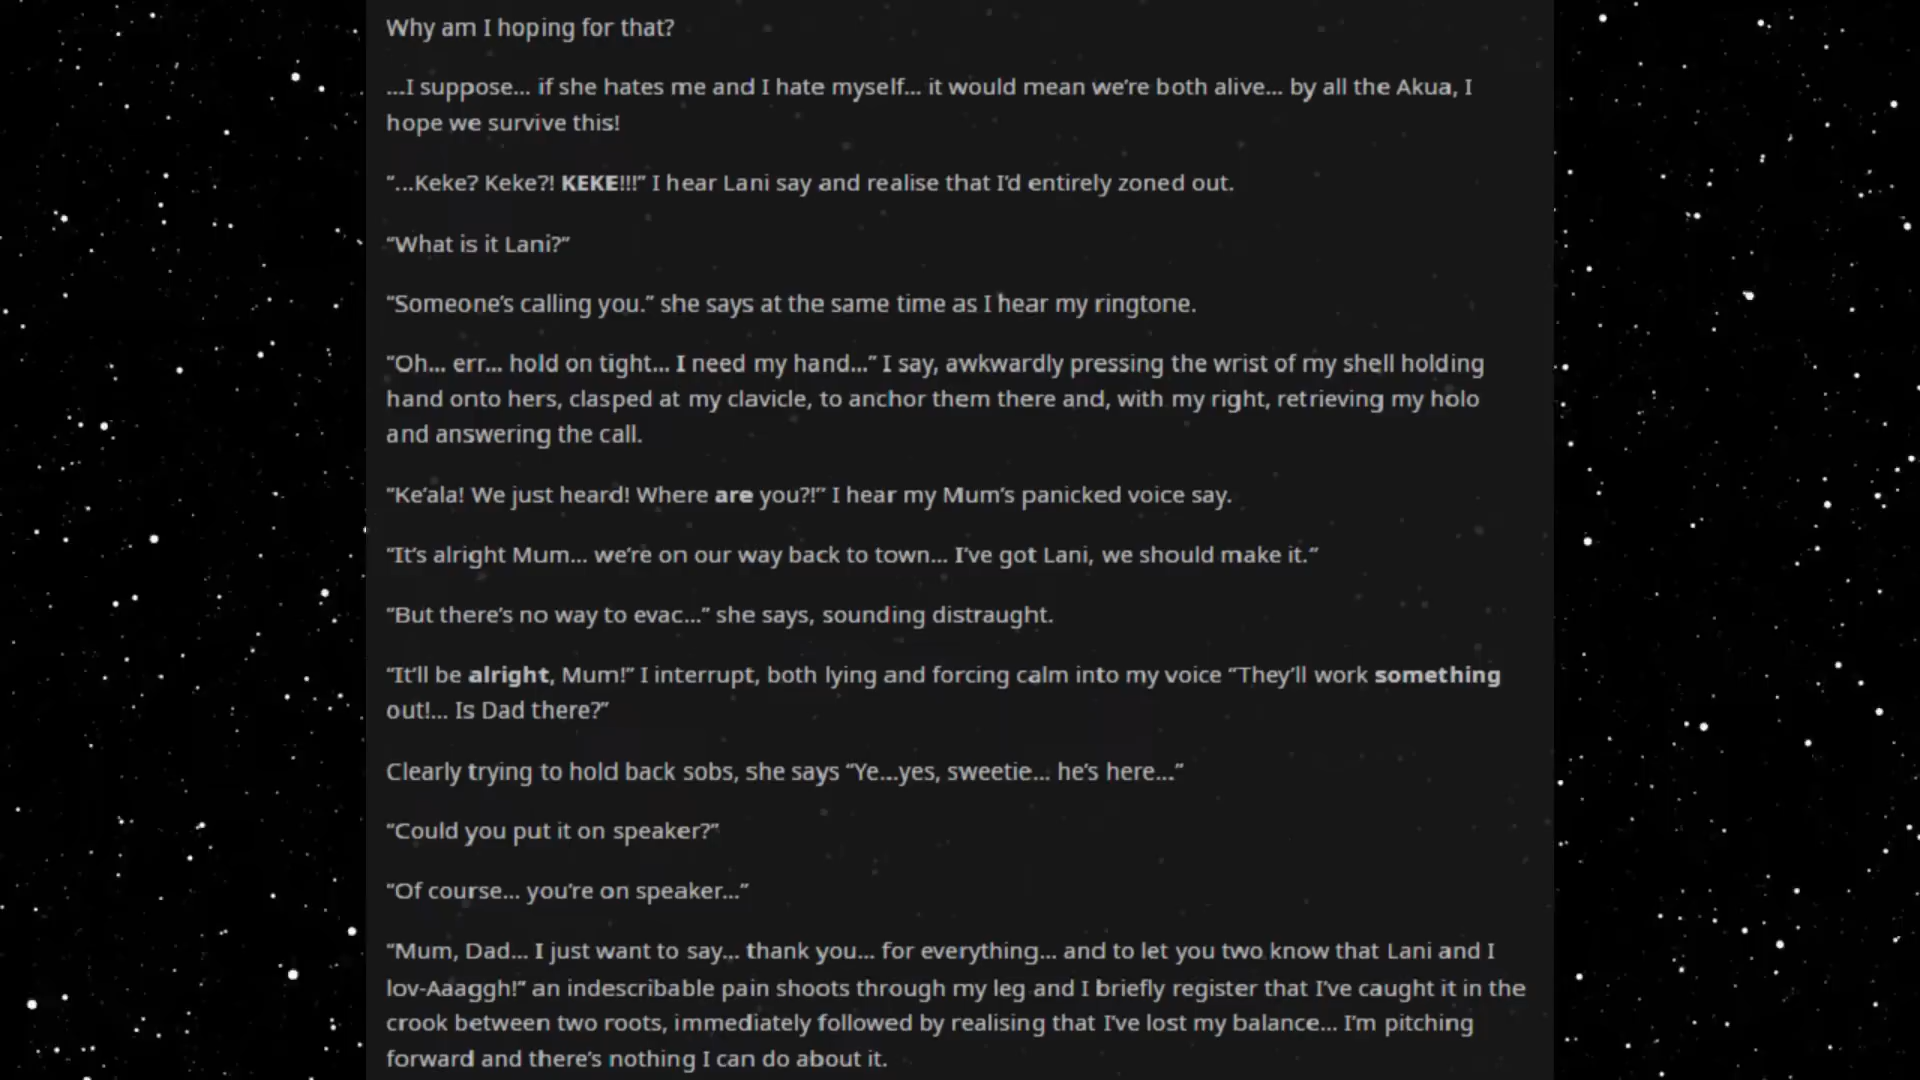 Why am I hoping for that?
...I suppose... if she hates me and I hate myself... it would mean we’re both alive... by all the Akua, I
hope we survive this!
“...Keke? Keke?! KEKE!!!” I hear Lani say and realise that I’d entirely zoned out.
“What is it Lani?”
“Someone’s calling you.” she says at the same time as I hear my ringtone.
“Oh... err... hold on tight... I need my hand...” I say, awkwardly pressing the wrist of my shell holding
hand onto hers, clasped at my clavicle, to anchor them there and, with my right, retrieving my holo
and answering the call.
“Ke’ala! We just heard! Where are you?!” I hear my Mum’s panicked voice say.
“It’s alright Mum... we’re on our way back to town... I’ve got Lani, we should make it.”
“But there’s no way to evac...” she says, sounding distraught.
“It’ll be alright, Mum!” I interrupt, both lying and forcing calm into my voice “They’ll work something
out!... Is Dad there?”
Clearly trying to hold back sobs, she says “Ye...yes, sweetie... he’s here...”
“Could you put it on speaker?”
“Of course... you’re on speaker...”
“Mum, Dad... I just want to say... thank you... for everything... and to let you two know that Lani and I
lov-Aaaggh!” an indescribable pain shoots through my leg and I briefly register that I’ve caught it in the
crook between two roots, immediately followed by realising that I’ve lost my balance... I’m pitching
forward and there’s nothing I can do about it.